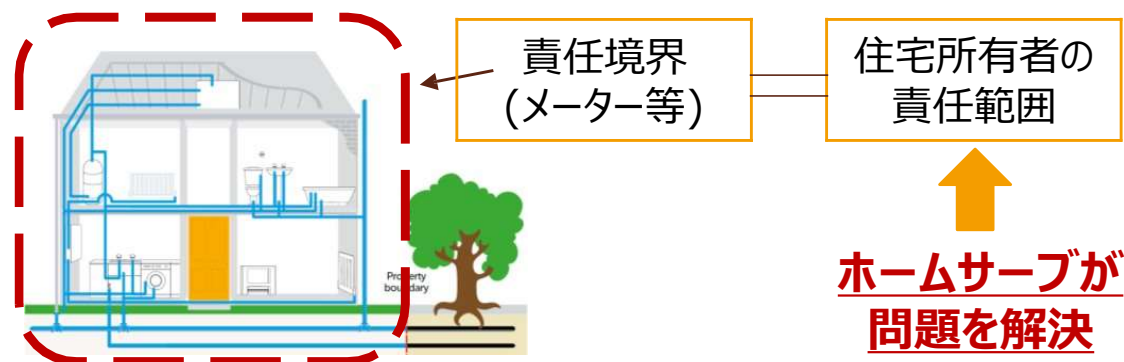 責任境界
(メーター等)
住宅所有者の
責任範囲
Property
boundary
ホームサーブが
問題を解決